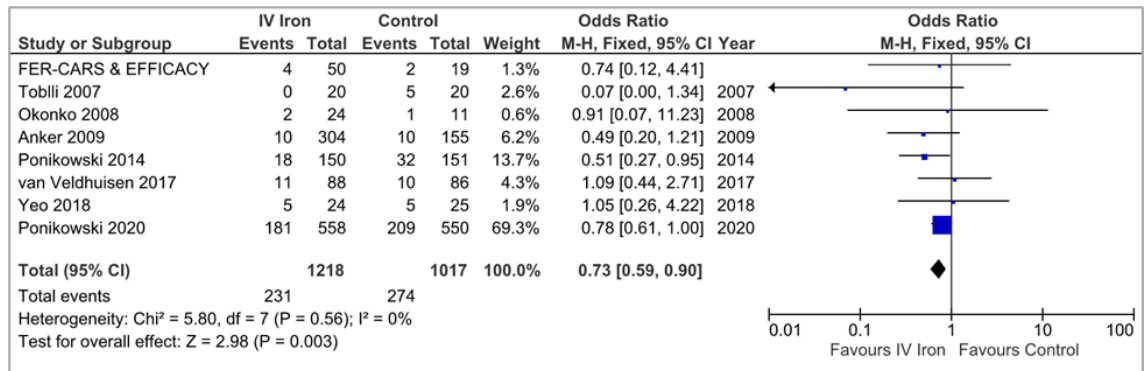 IV Iron Control Odds Ratio Odds Ratio
Study or Subgroup Events Total Events Total Weight M-H, Fixed, 95% CI Year M-H, Fixed, 95% CI
FER-CARS & EFFICACY 4 50 2 19 1.3% 0.74 [0.12, 4.41]
Toblli 2007 0 20 5 20 2.6% 0.07 [0.00, 1.34] 2007
Okonko 2008 2 24 1 11 0.6% 0.91 [0.07, 11.23] 2008
Anker 2009 10 304 10 155 6.2% 0.49 [0.20, 1.21] 2009
Ponikowski 2014 18 150 32 151 13.7% 0.51 [0.27, 0.95] 2014
van Veldhuisen 2017 11 88 10 86 4.3% 1.09 [0.44, 2.71] 2017
Yeo 2018 5 24 5 25 1.9% 1.05 [0.26, 4.22] 2018
Ponikowski 2020 181 558 209 550 69.3% 0.78 [0.61, 1.00] 2020
Total (95% CI) 1218 1017 100.0% 0.73 [0.59, 0.90]
Total events 231 274
Heterogeneity: Chi² = 5.80, df = 7 (P = 0.56); I² = 0%
Test for overall effect: Z = 2.98 (P = 0.003)
0.01 0.1 1 10 100
Favours IV Iron Favours Control